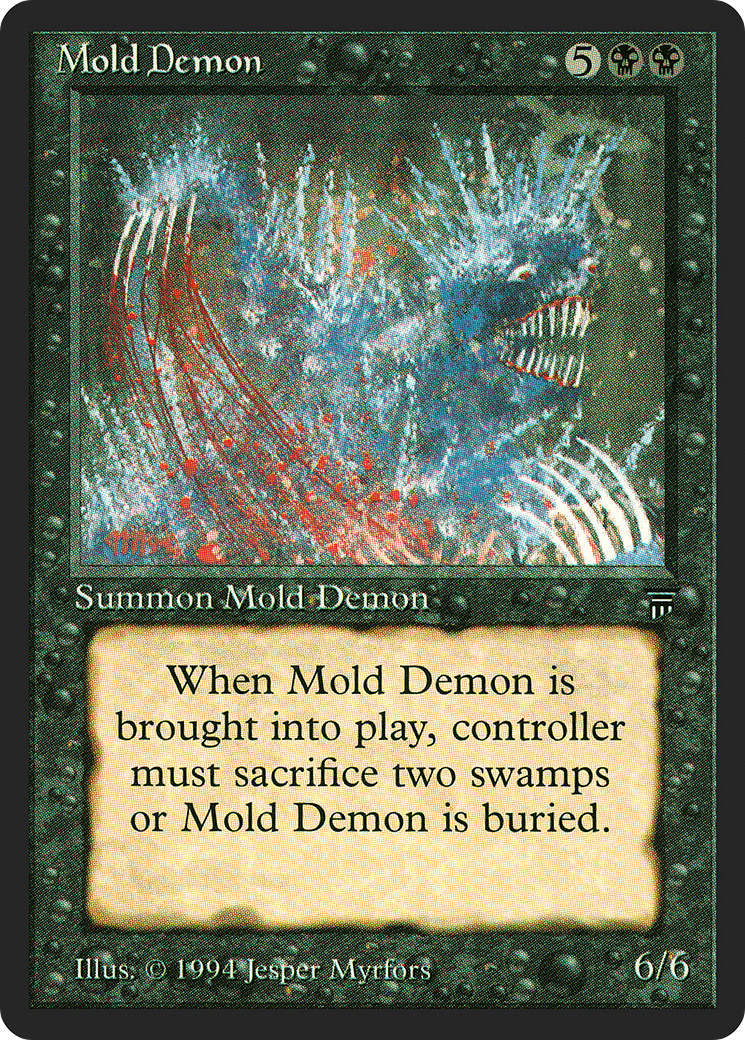 Mold Demon 5
Summon Mold Demon
When Mold Demon is
brought into play, controller
must sacrifice two swamps
or Mold Demon is buried.
Illus. © 1994 Jesper Myrfors 6/6